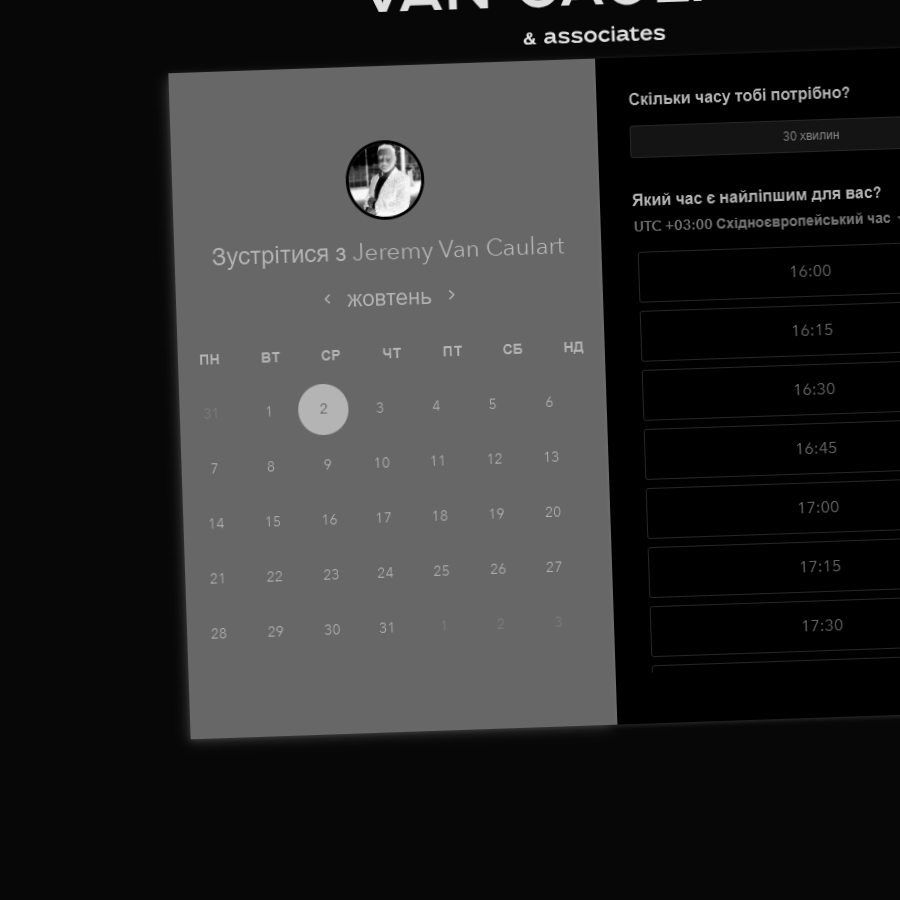 & associates
Зустрітися з Jeremy Van Caulart
жовтень
ПН ВТ СР ЧТ ПТ СБ НД
31 1 2 3 4 5 6
7 8 9 10 11 12 13
14 15 16 17 18 19 20
21 22 23 24 25 26 27
28 29 30 31 1 2 3
Скільки часу тобі потрібно?
30 хвилин
Який час є найліпшим для вас?
UTC +03:00 Східноєвропейський час
16:00
16:15
16:30
16:45
17:00
17:15
17:30